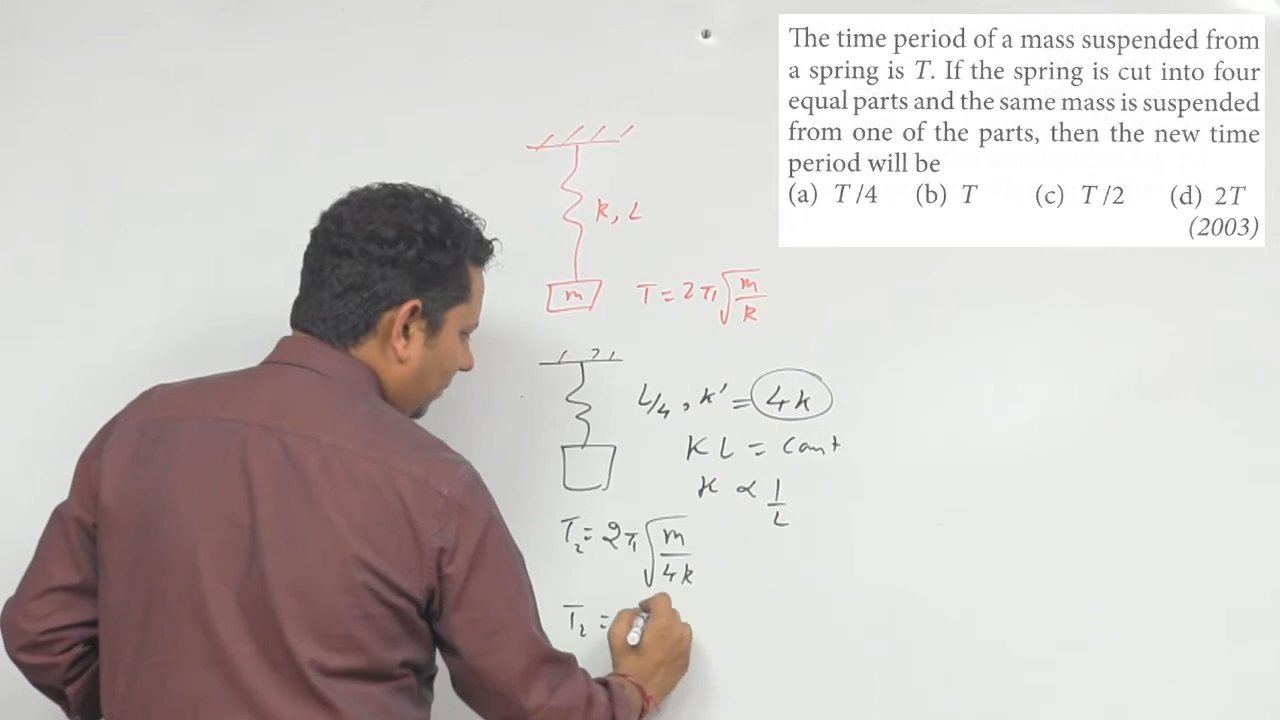 The time period of a mass suspended from
a spring is T. If the spring is cut into four
equal parts and the same mass is suspended
from one of the parts, then the new time
period will be
(a) T/4 (b) T (c) T/2 (d) 2T
(2003)
k, L
m
T = 2π√(m/k)
L/4, k' = 4k
KL = Const
K ∝ 1/L
T₂ = 2π√(m/4k)
T₂ =